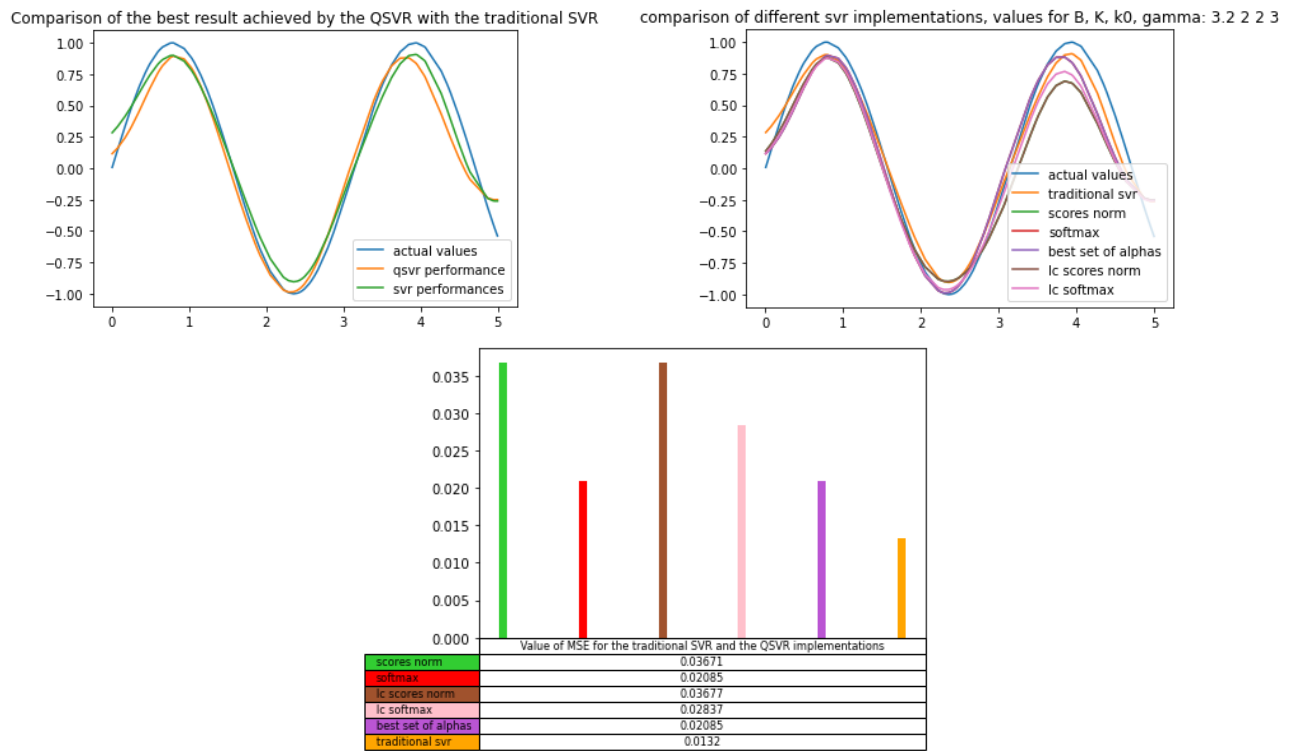 Comparison of the best result achieved by the QSVR with the traditional SVR
1.00
0.75
0.50
0.25
0.00
−0.25
−0.50
−0.75
−1.00
0 1 2 3 4 5
actual values
qsvr performance
svr performances
comparison of different svr implementations, values for B, K, k0, gamma: 3.2 2 2 3
1.00
0.75
0.50
0.25
0.00
−0.25
−0.50
−0.75
−1.00
0 1 2 3 4 5
actual values
traditional svr
scores norm
softmax
best set of alphas
lc scores norm
lc softmax
0.035
0.030
0.025
0.020
0.015
0.010
0.005
0.000
Value of MSE for the traditional SVR and the QSVR implementations
scores norm 0.03671
softmax 0.02085
lc scores norm 0.03677
lc softmax 0.02837
best set of alphas 0.02085
traditional svr 0.0132